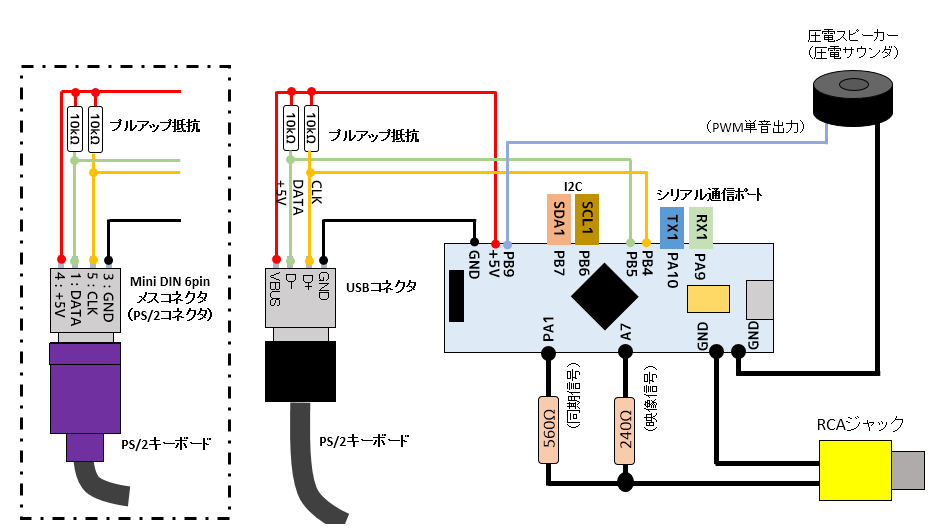 圧電スピーカー
（圧電サウンダ）
10kΩ
10kΩ
プルアップ抵抗
10kΩ
10kΩ
プルアップ抵抗
（PWM単音出力）
+5V
DATA
CLK
I2C
SDA1
SCL1
シリアル通信ポート
TX1
RX1
GND
+5V
PB9
PB7
PB6
PB5
PB4
PA10
PA9
4：+5V
1：DATA
5：CLK
3：GND
Mini DIN 6pin
メスコネクタ
（PS/2コネクタ）
VBUS
D-
D+
GND
USBコネクタ
PA1
A7
GND
GND
560Ω
（同期信号）
240Ω
（映像信号）
PS/2キーボード
PS/2キーボード
RCAジャック